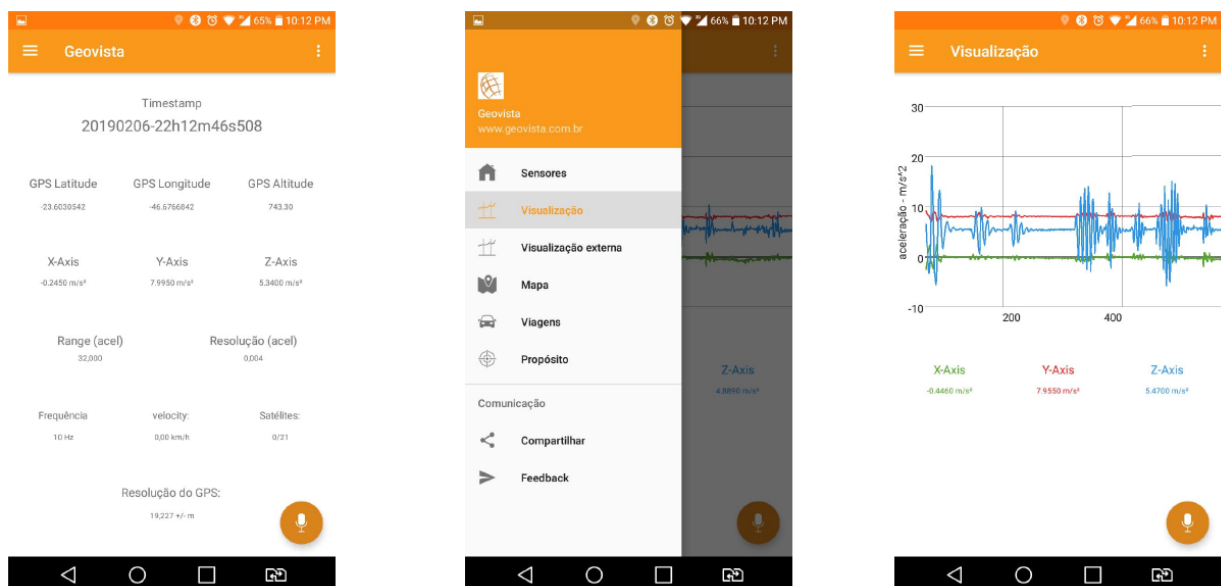 65% 10:12 PM
Geovista
Timestamp
20190206-22h12m46s508
GPS Latitude GPS Longitude GPS Altitude
-23.6030542 -46.6766842 743.30
X-Axis Y-Axis Z-Axis
-0.2450 m/s² 7.9950 m/s² 5.3400 m/s²
Range (acel) Resolução (acel)
32,000 0,004
Frequência velocity: Satélites:
10 Hz 0,00 km/h 0/21
Resolução do GPS:
19,227 +/- m
66% 10:12 PM
Geovista
www.geovista.com.br
Sensores
Visualização
Visualização externa
Mapa
Viagens
Propósito
Comunicação
Compartilhar
Feedback
Z-Axis
4.8890 m/s²
66% 10:12 PM
Visualização
aceleração - m/s^2
30
20
10
0
-10
200 400
X-Axis Y-Axis Z-Axis
-0.4460 m/s² 7.9550 m/s² 5.4700 m/s²